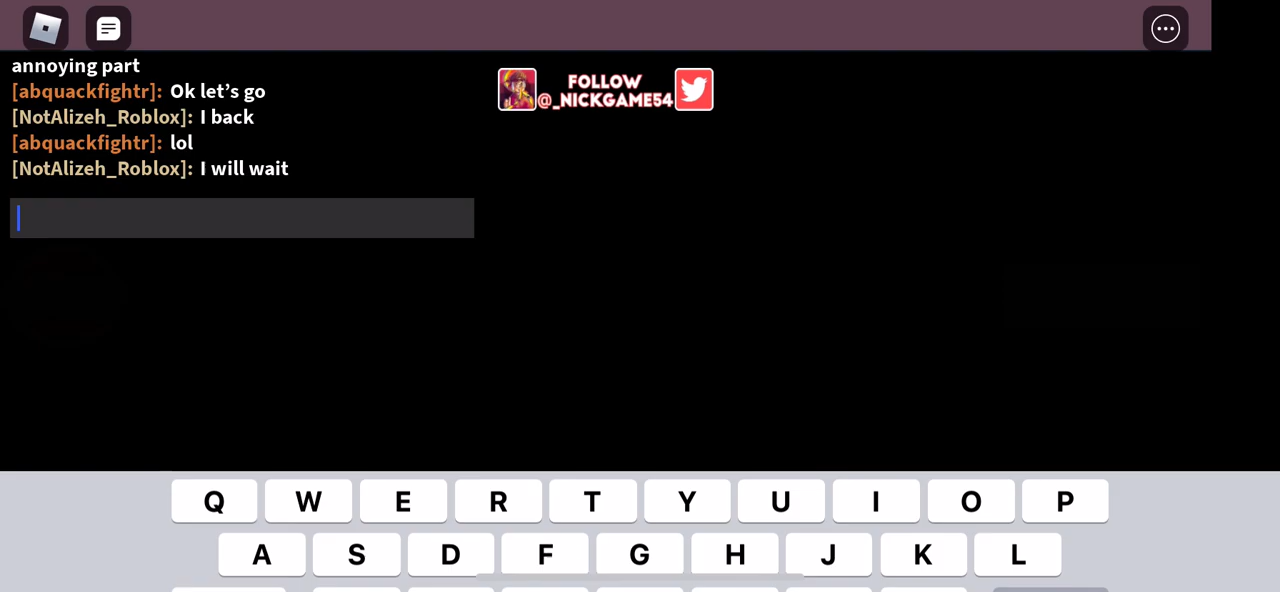 annoying part
[abquackfightr]: Ok let’s go
[NotAlizeh_Roblox]: I back
[abquackfightr]: lol
[NotAlizeh_Roblox]: I will wait
FOLLOW
@_NICKGAME54
Q W E R T Y U I O P
A S D F G H J K L